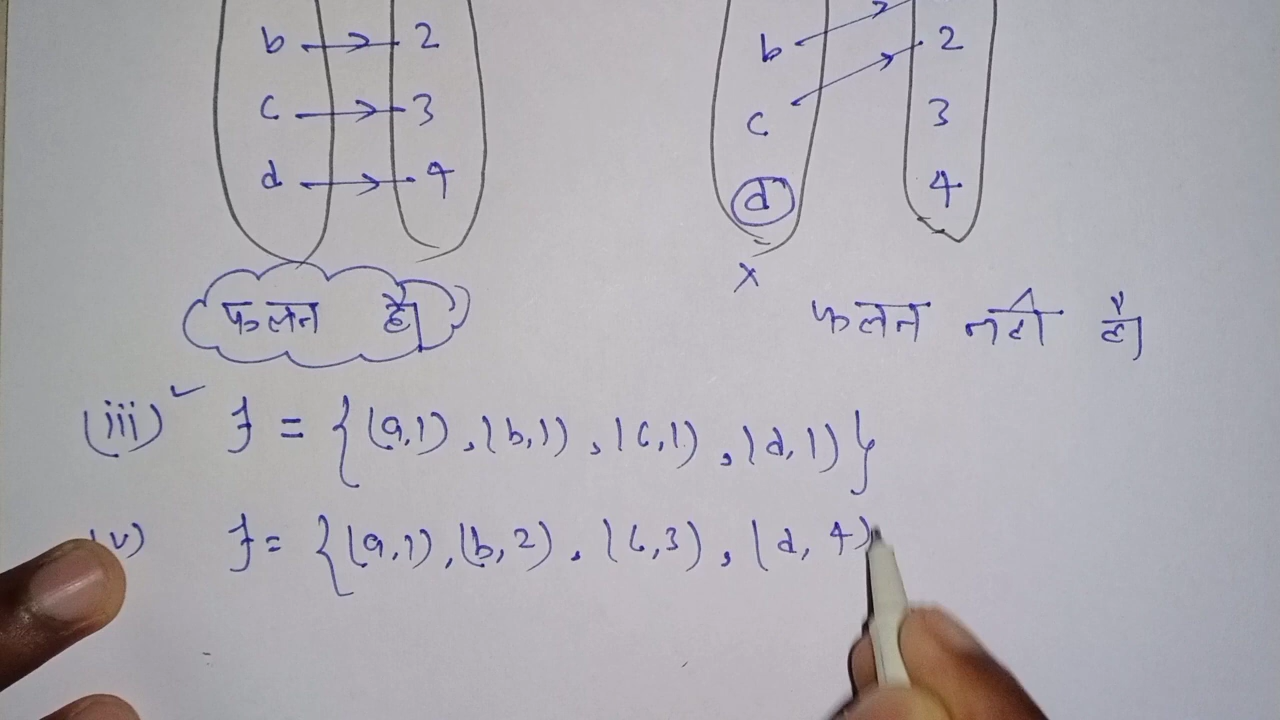 b → 2 b
c → 3 c → 2
d → 4 3
d 4
x
फलन है। फलन नहीं है।
(iii) ✓ f = {(a,1), (b,1), (c,1), (d,1)}
f = {(a,1), (b,2), (c,3), (d,4)